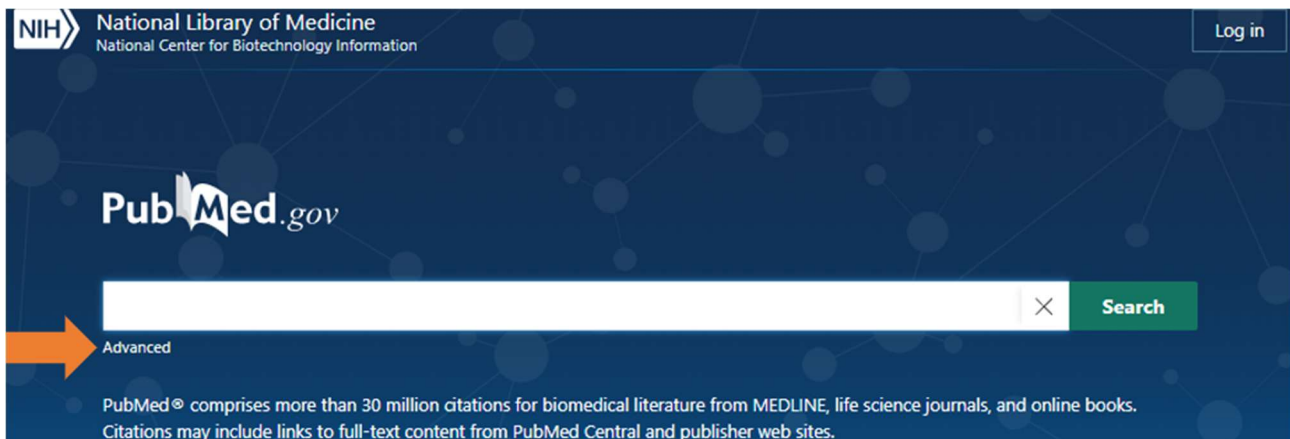 NIH National Library of Medicine
National Center for Biotechnology Information
Log in
PubMed.gov
Search
Advanced
PubMed® comprises more than 30 million citations for biomedical literature from MEDLINE, life science journals, and online books.
Citations may include links to full-text content from PubMed Central and publisher web sites.